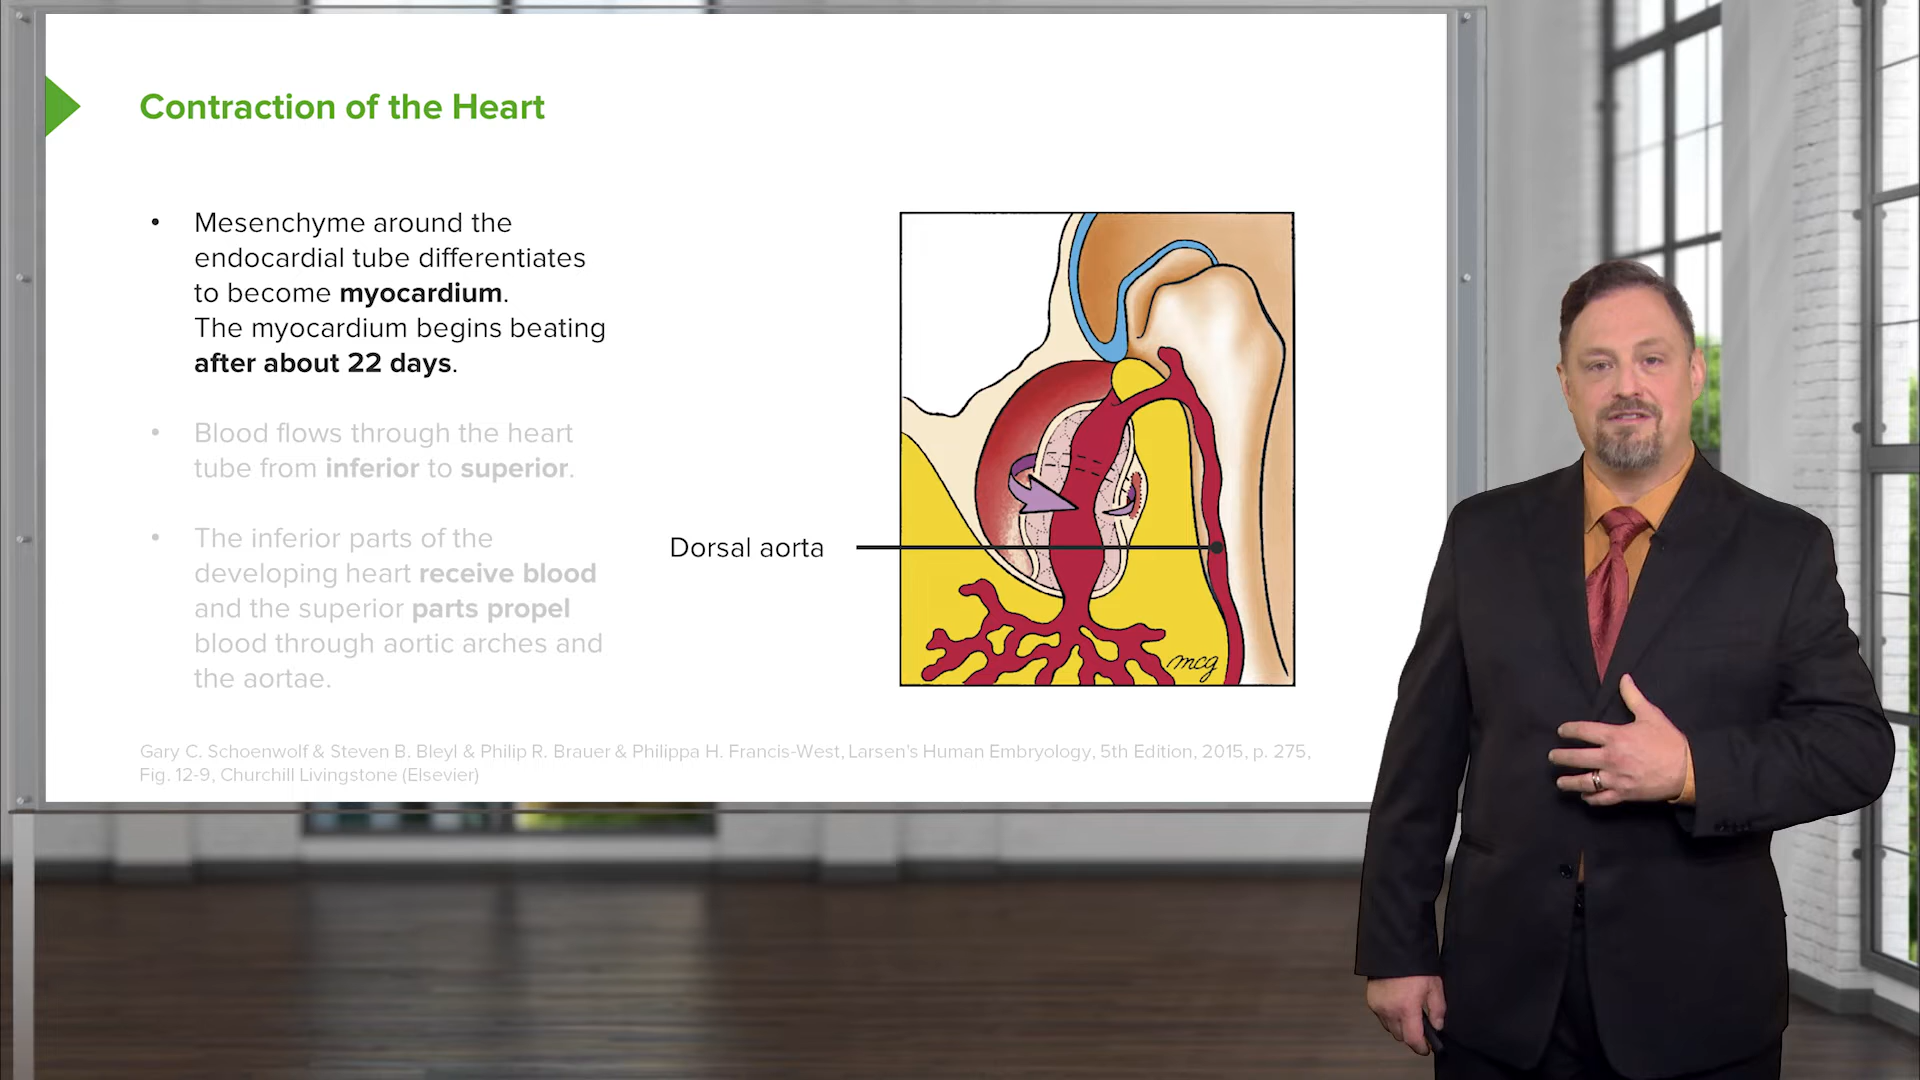 Contraction of the Heart
• Mesenchyme around the
endocardial tube differentiates
to become myocardium.
The myocardium begins beating
after about 22 days.
• Blood flows through the heart
tube from inferior to superior.
• The inferior parts of the
developing heart receive blood
and the superior parts propel
blood through aortic arches and
the aortae.
Dorsal aorta
mcg
Gary C. Schoenwolf & Steven B. Bleyl & Philip R. Brauer & Philippa H. Francis-West, Larsen's Human Embryology, 5th Edition, 2015, p. 275,
Fig. 12-9, Churchill Livingstone (Elsevier)